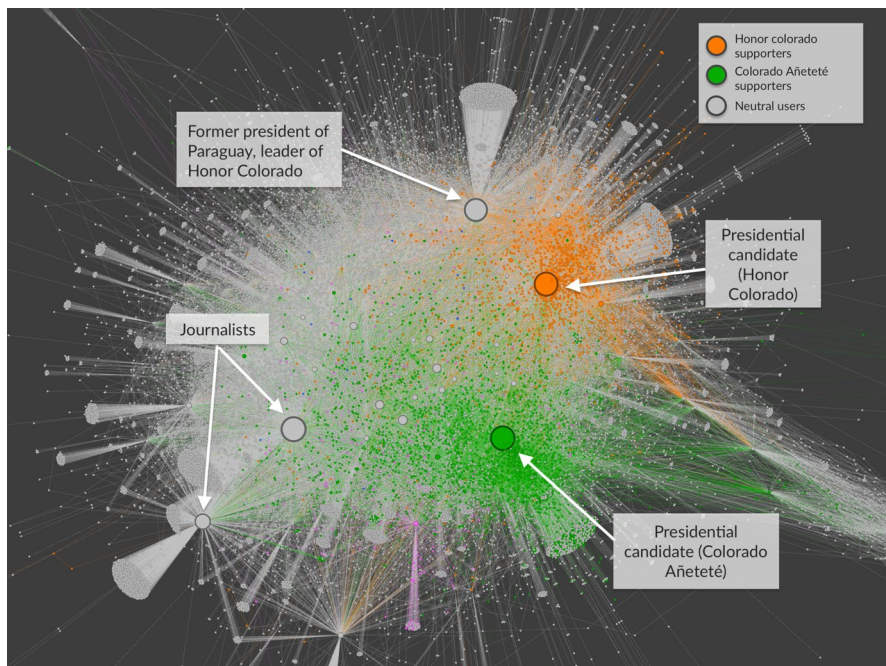 Honor colorado
supporters
Colorado Añeteté
supporters
Neutral users
Former president of
Paraguay, leader of
Honor Colorado
Presidential
candidate
(Honor
Colorado)
Journalists
Presidential
candidate (Colorado
Añeteté)